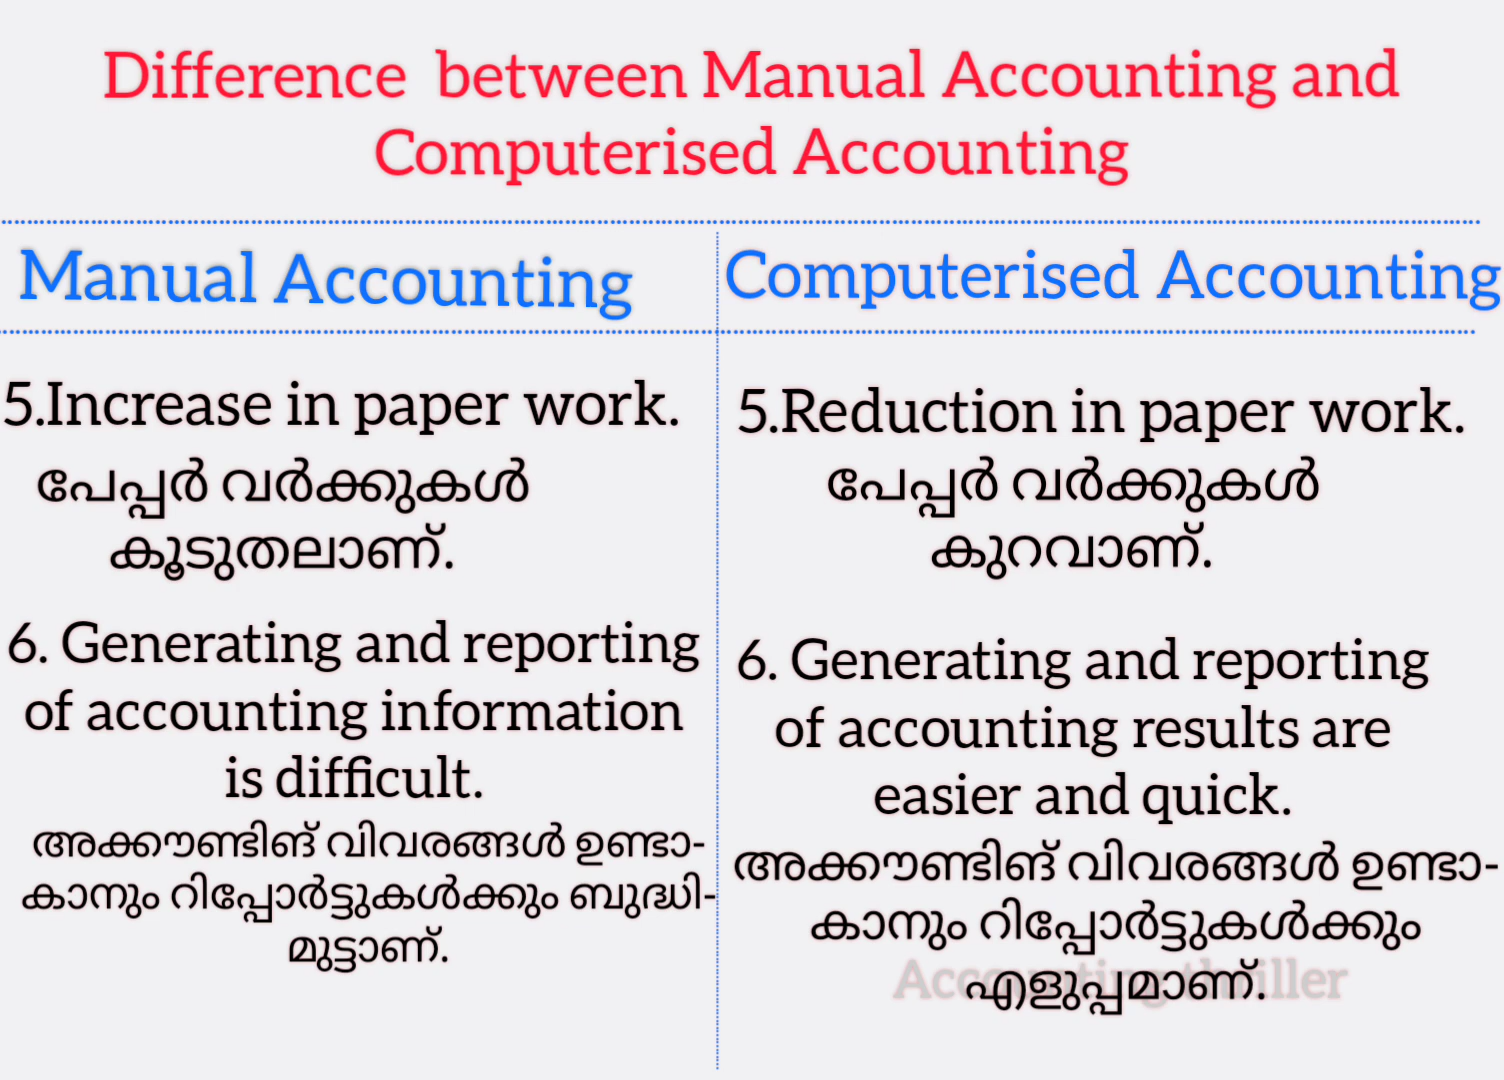 Difference between Manual Accounting and
Computerised Accounting
Manual Accounting
Computerised Accounting
5.Increase in paper work.
പേപ്പർ വർക്കുകൾ
കൂടുതലാണ്.
6. Generating and reporting
of accounting information
is difficult.
അക്കൗണ്ടിങ് വിവരങ്ങൾ ഉണ്ടാ-
കാനും റിപ്പോർട്ടുകൾക്കും ബുദ്ധി-
മുട്ടാണ്.
5.Reduction in paper work.
പേപ്പർ വർക്കുകൾ
കുറവാണ്.
6. Generating and reporting
of accounting results are
easier and quick.
അക്കൗണ്ടിങ് വിവരങ്ങൾ ഉണ്ടാ-
കാനും റിപ്പോർട്ടുകൾക്കും
എളുപ്പമാണ്.
Accounting thriller